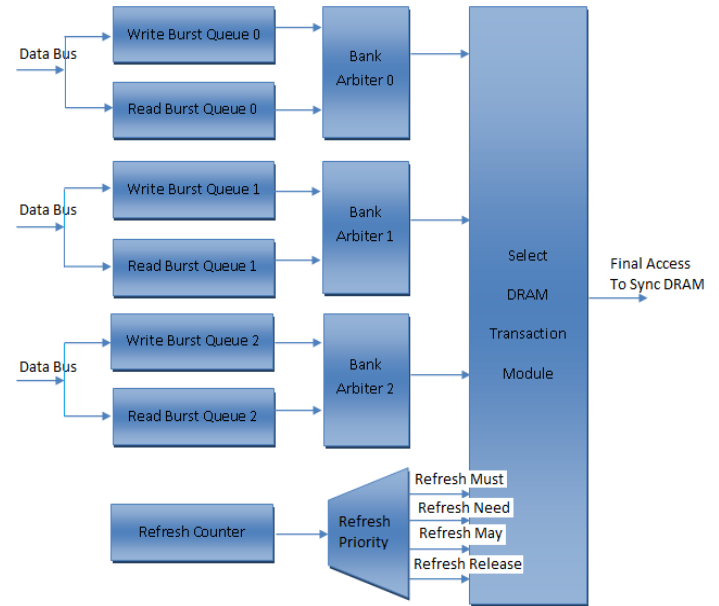 Data Bus
Write Burst Queue 0
Read Burst Queue 0
Bank
Arbiter 0
Data Bus
Write Burst Queue 1
Read Burst Queue 1
Bank
Arbiter 1
Data Bus
Write Burst Queue 2
Read Burst Queue 2
Bank
Arbiter 2
Refresh Counter
Refresh
Priority
Refresh Must
Refresh Need
Refresh May
Refresh Release
Select
DRAM
Transaction
Module
Final Access
To Sync DRAM